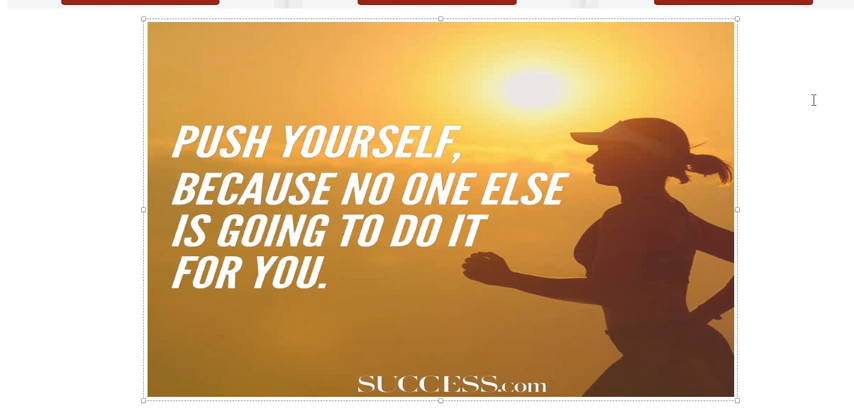 PUSH YOURSELF,
BECAUSE NO ONE ELSE
IS GOING TO DO IT
FOR YOU.
SUCCESS.com